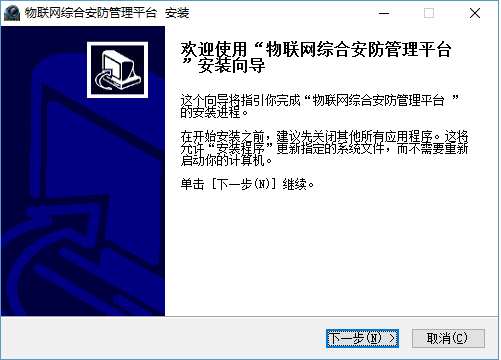 物联网综合安防管理平台 安装
欢迎使用“物联网综合安防管理平台
”安装向导
这个向导将指引你完成“物联网综合安防管理平台 ”
的安装进程。
在开始安装之前，建议先关闭其他所有应用程序。这将
允许“安装程序”更新指定的系统文件，而不需要重新
启动你的计算机。
单击 [下一步(N)] 继续。
下一步(N) >
取消(C)